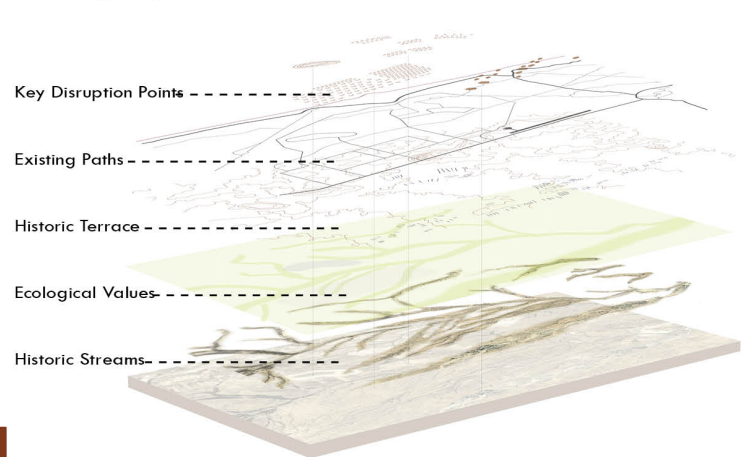 Key Disruption Points
Existing Paths
Historic Terrace
Ecological Values
Historic Streams